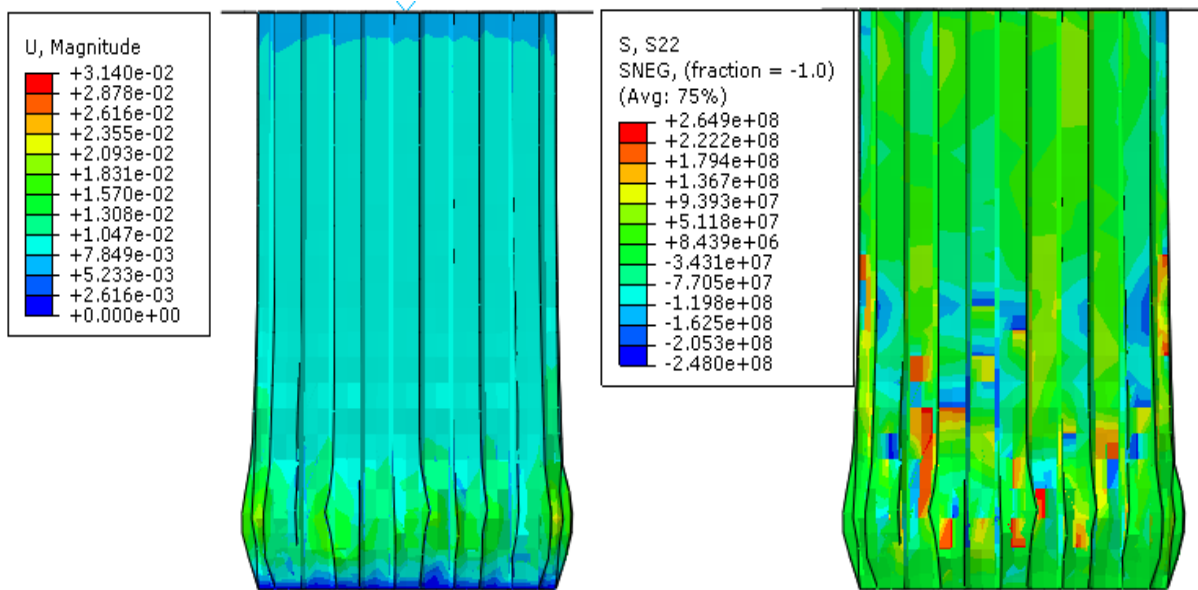 U, Magnitude
+3.140e-02
+2.878e-02
+2.616e-02
+2.355e-02
+2.093e-02
+1.831e-02
+1.570e-02
+1.308e-02
+1.047e-02
+7.849e-03
+5.233e-03
+2.616e-03
+0.000e+00
S, S22
SNEG, (fraction = -1.0)
(Avg: 75%)
+2.649e+08
+2.222e+08
+1.794e+08
+1.367e+08
+9.393e+07
+5.118e+07
+8.439e+06
-3.431e+07
-7.705e+07
-1.198e+08
-1.625e+08
-2.053e+08
-2.480e+08